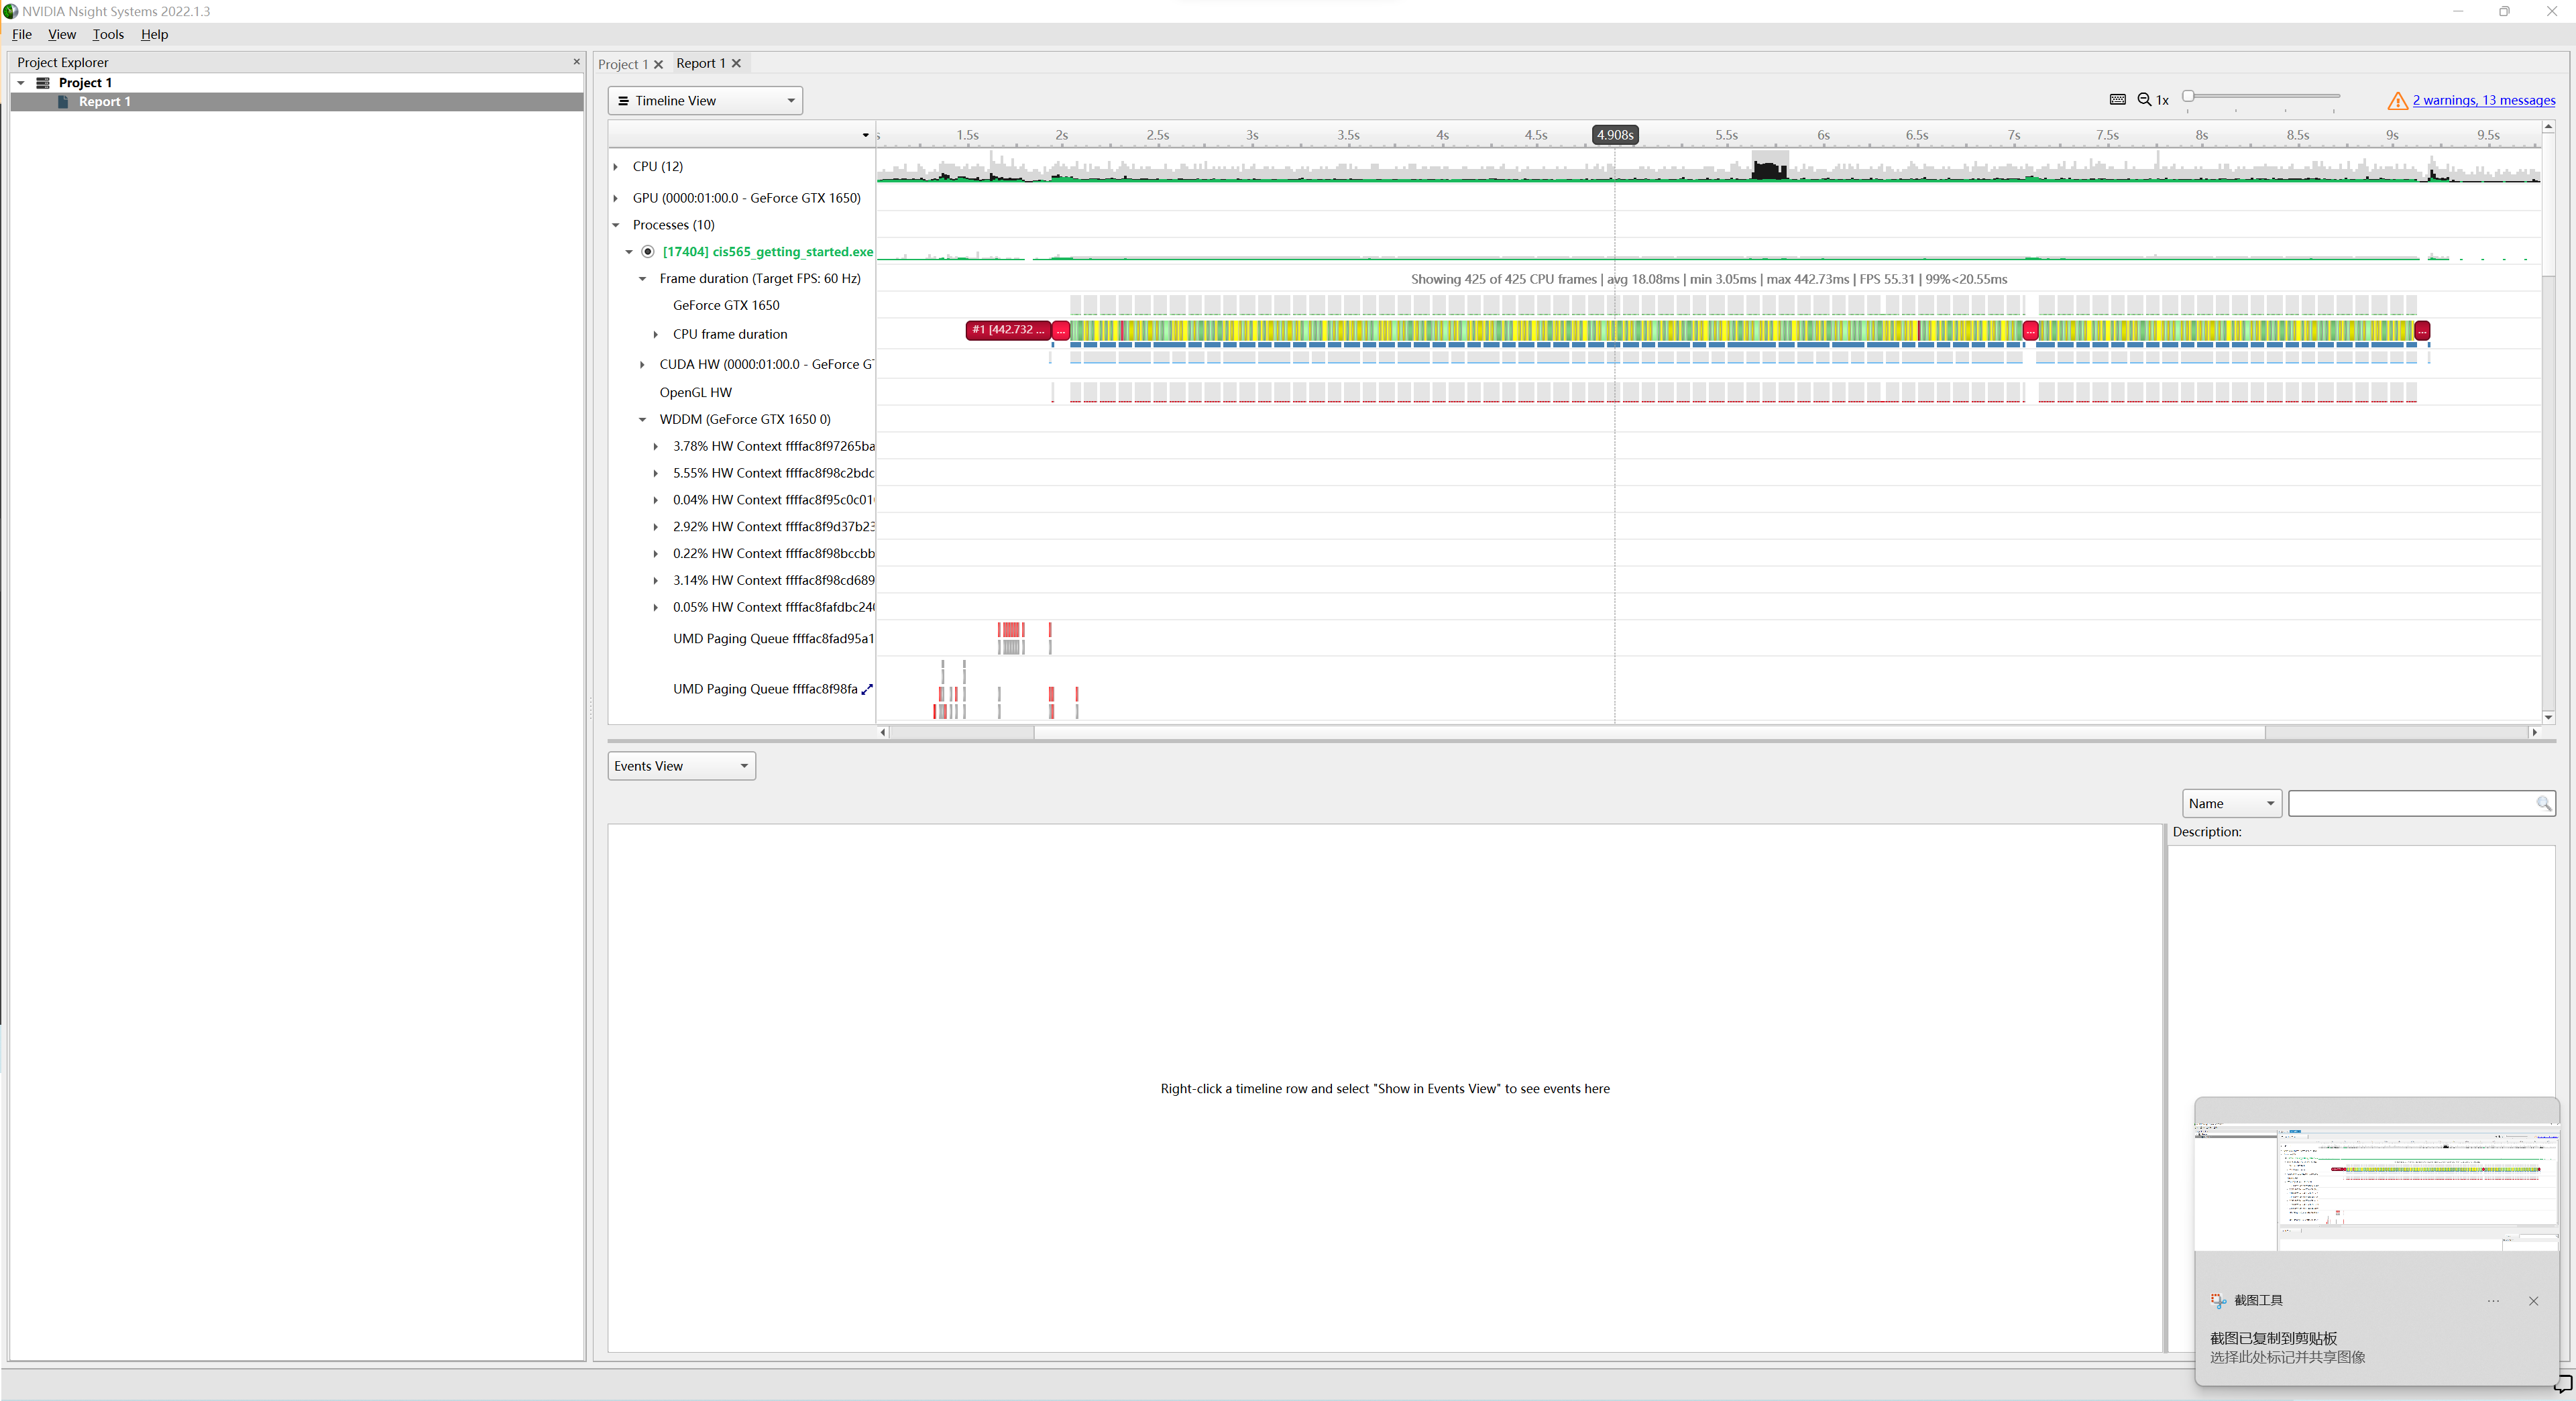 NVIDIA Nsight Systems 2022.1.3
File View Tools Help
Project Explorer
Project 1
Report 1
Project 1
Report 1
Timeline View
1x
2 warnings, 13 messages
s 1.5s 2s 2.5s 3s 3.5s 4s 4.5s 4.908s 5.5s 6s 6.5s 7s 7.5s 8s 8.5s 9s 9.5s
CPU (12)
GPU (0000:01:00.0 - GeForce GTX 1650)
Processes (10)
[17404] cis565_getting_started.exe
Frame duration (Target FPS: 60 Hz)
Showing 425 of 425 CPU frames | avg 18.08ms | min 3.05ms | max 442.73ms | FPS 55.31 | 99%<20.55ms
GeForce GTX 1650
CPU frame duration
#1 [442.732 ... ... ... ...
CUDA HW (0000:01:00.0 - GeForce GT
OpenGL HW
WDDM (GeForce GTX 1650 0)
3.78% HW Context ffffac8f97265ba
5.55% HW Context ffffac8f98c2bdc
0.04% HW Context ffffac8f95c0c01
2.92% HW Context ffffac8f9d37b23
0.22% HW Context ffffac8f98bccbb
3.14% HW Context ffffac8f98cd689
0.05% HW Context ffffac8fafdbc24
UMD Paging Queue ffffac8fad95a1
UMD Paging Queue ffffac8f98fa
Events View
Name
Description:
Right-click a timeline row and select "Show in Events View" to see events here
截图工具
截图已复制到剪贴板
选择此处标记并共享图像